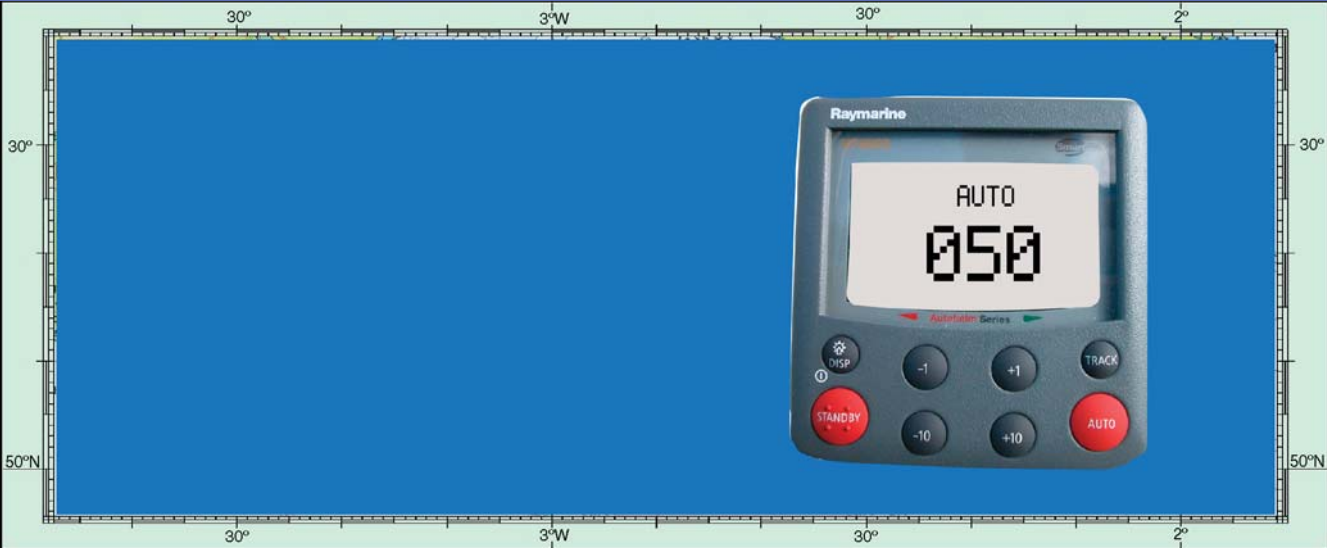 30° 3°W 30° 2°
Raymarine
30° 30°
AUTO
050
Autohelm Series
DISP -1 +1 TRACK
STANDBY -10 +10 AUTO
50°N 50°N
30° 3°W 30° 2°